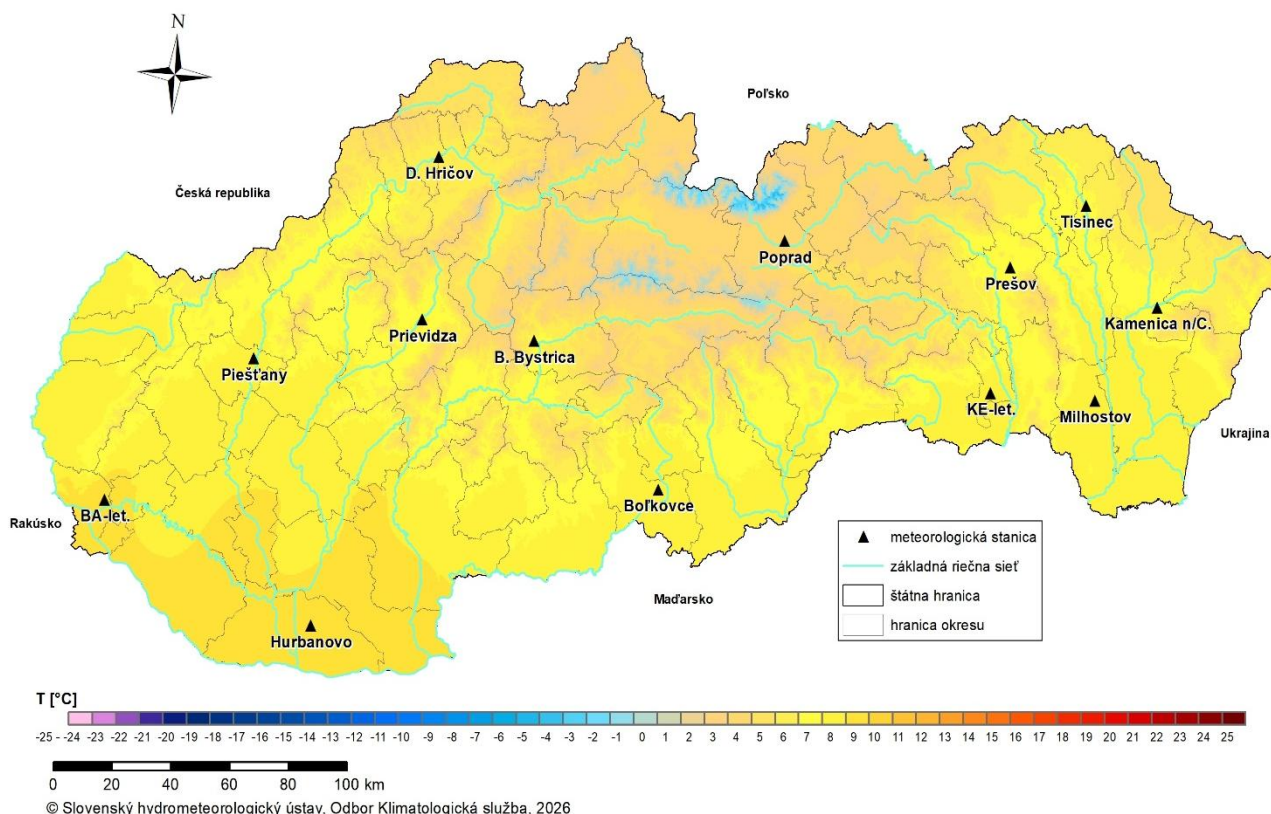 N
Poľsko
D. Hričov
Česká republika
Tisinec
Poprad
Prešov
Kamenica n/C.
Prievidza
B. Bystrica
Piešťany
KE-let.
Milhostov
Ukrajina
Boľkovce
BA-let.
Rakúsko
meteorologická stanica
základná riečna sieť
štátna hranica
hranica okresu
Maďarsko
Hurbanovo
T [°C]
-25 - -24 -23 -22 -21 -20 -19 -18 -17 -16 -15 -14 -13 -12 -11 -10 -9 -8 -7 -6 -5 -4 -3 -2 -1 0 1 2 3 4 5 6 7 8 9 10 11 12 13 14 15 16 17 18 19 20 21 22 23 24 25
0 20 40 60 80 100 km
© Slovenský hydrometeorologický ústav, Odbor Klimatologická služba, 2026